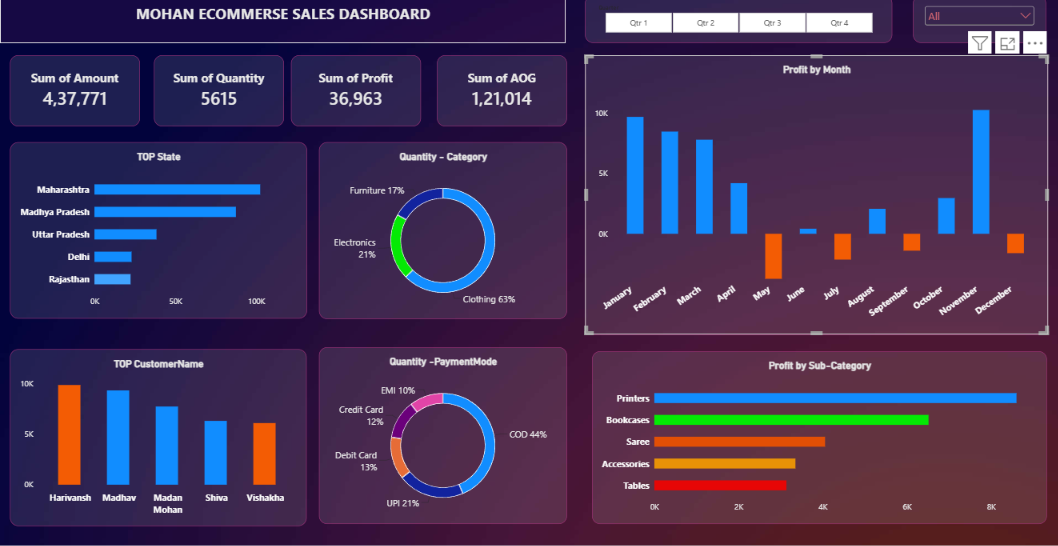 MOHAN ECOMMERSE SALES DASHBOARD
Qtr 1
Qtr 2
Qtr 3
Qtr 4
All
Sum of Amount
4,37,771
Sum of Quantity
5615
Sum of Profit
36,963
Sum of AOG
1,21,014
Profit by Month
10K
5K
0K
January
February
March
April
May
June
July
August
September
October
November
December
TOP State
Maharashtra
Madhya Pradesh
Uttar Pradesh
Delhi
Rajasthan
0K
50K
100K
Quantity - Category
Furniture 17%
Electronics
21%
Clothing 63%
TOP CustomerName
10K
5K
0K
Harivansh
Madhav
Madan
Mohan
Shiva
Vishakha
Quantity -PaymentMode
EMI 10%
Credit Card
12%
Debit Card
13%
UPI 21%
COD 44%
Profit by Sub-Category
Printers
Bookcases
Saree
Accessories
Tables
0K
2K
4K
6K
8K